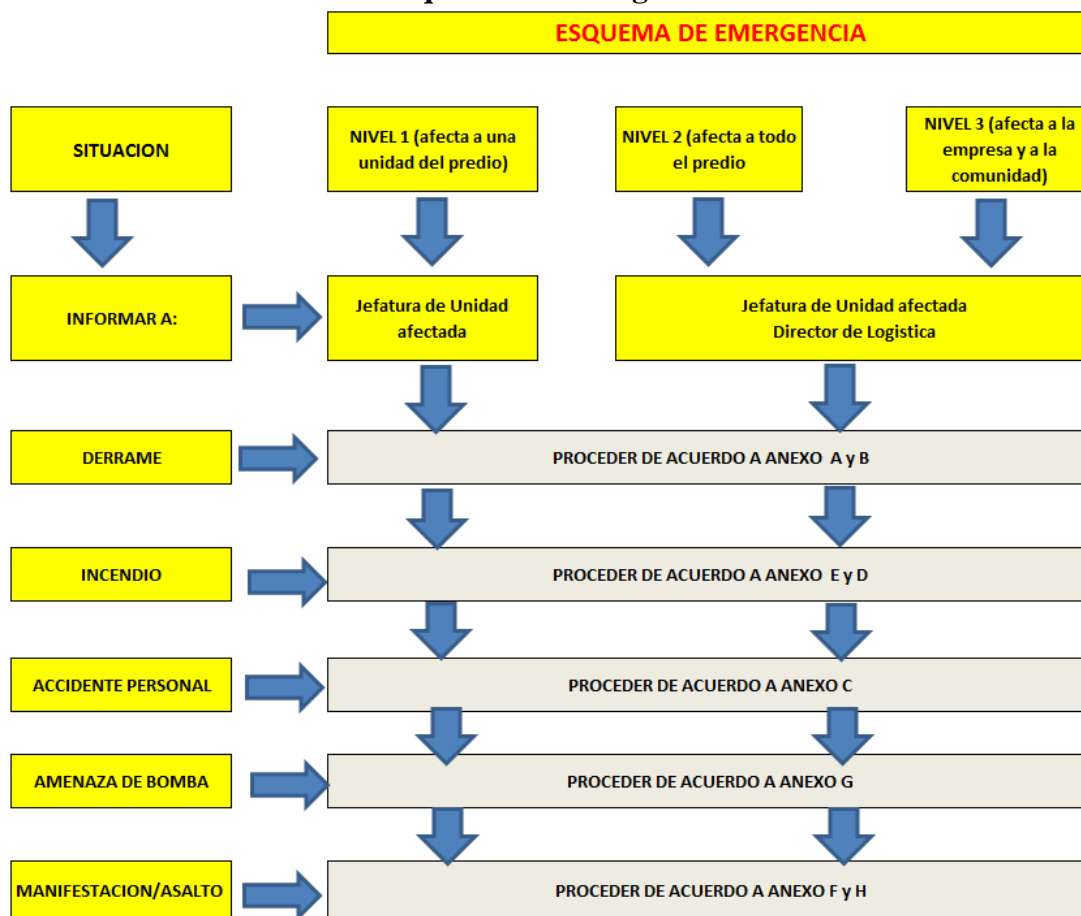 ESQUEMA DE EMERGENCIA
SITUACION
NIVEL 1 (afecta a una
unidad del predio)
NIVEL 2 (afecta a todo
el predio
NIVEL 3 (afecta a la
empresa y a la
comunidad)
INFORMAR A:
Jefatura de Unidad
afectada
Jefatura de Unidad afectada
Director de Logistica
DERRAME
PROCEDER DE ACUERDO A ANEXO A y B
INCENDIO
PROCEDER DE ACUERDO A ANEXO E y D
ACCIDENTE PERSONAL
PROCEDER DE ACUERDO A ANEXO C
AMENAZA DE BOMBA
PROCEDER DE ACUERDO A ANEXO G
MANIFESTACION/ASALTO
PROCEDER DE ACUERDO A ANEXO F y H